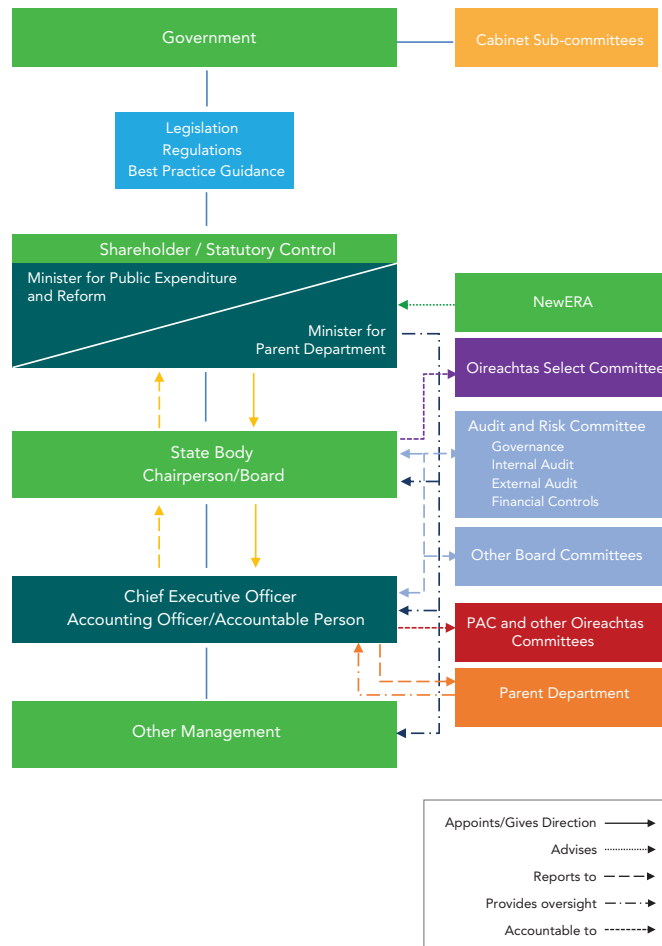 Government
Cabinet Sub-committees
Legislation
Regulations
Best Practice Guidance
Shareholder / Statutory Control
Minister for Public Expenditure
and Reform
Minister for
Parent Department
NewERA
Oireachtas Select Committee
State Body
Chairperson/Board
Audit and Risk Committee
Governance
Internal Audit
External Audit
Financial Controls
Other Board Committees
Chief Executive Officer
Accounting Officer/Accountable Person
PAC and other Oireachtas
Committees
Parent Department
Other Management
Appoints/Gives Direction
Advises
Reports to
Provides oversight
Accountable to